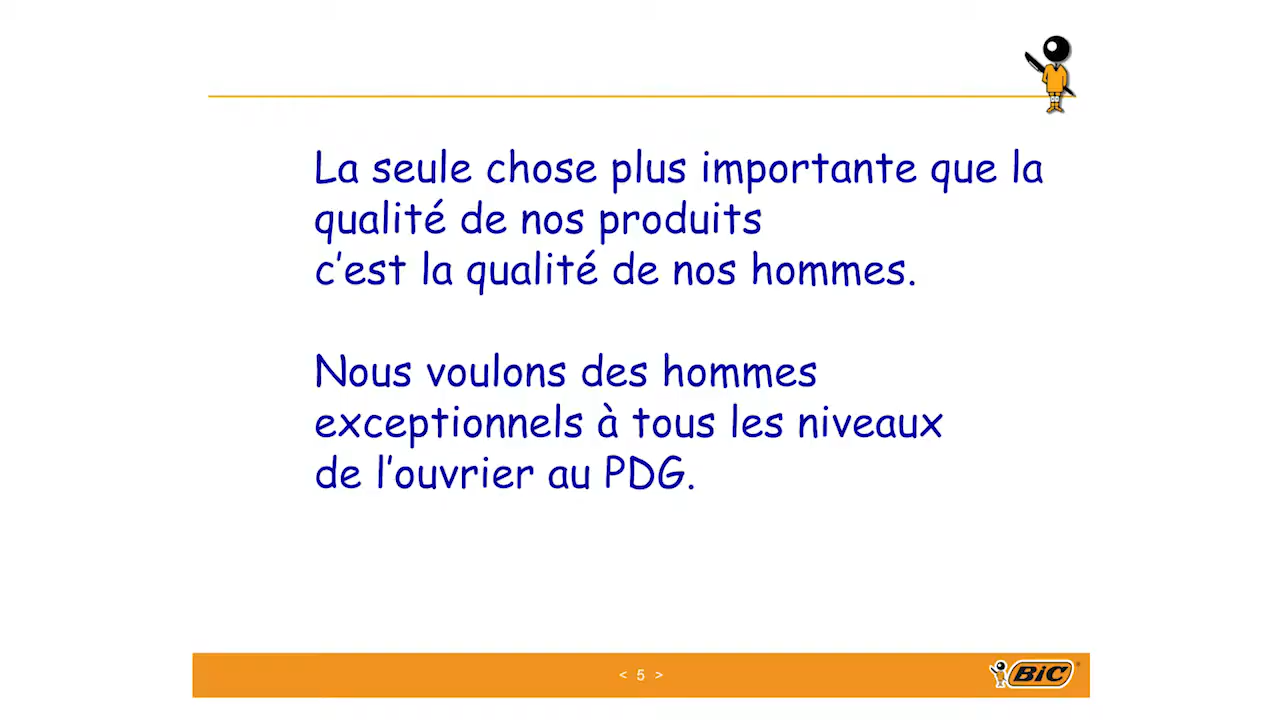 La seule chose plus importante que la
qualité de nos produits
c'est la qualité de nos hommes.
Nous voulons des hommes
exceptionnels à tous les niveaux
de l'ouvrier au PDG.
< 5 >
BiC®